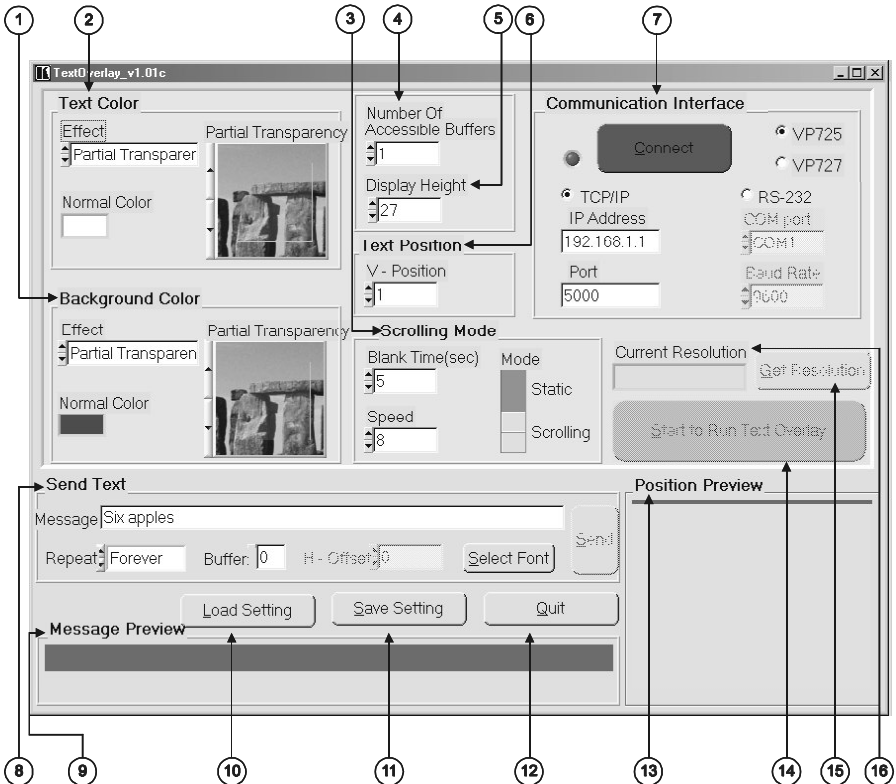 1 2 3 4 5 6 7
TextOverlay_v1.01c
Text Color
Effect
Partial Transparency
Partial Transparer
Normal Color
Number Of
Accessible Buffers
1
Display Height
27
Text Position
V - Position
1
Communication Interface
Connect
VP725
VP727
TCP/IP
RS-232
IP Address
COM port
192.168.1.1
COM1
Port
Baud Rate
5000
9600
Background Color
Effect
Partial Transparency
Partial Transparen
Normal Color
Scrolling Mode
Blank Time(sec)
Mode
5
Static
Speed
8
Scrolling
Current Resolution
Get Resolution
Start to Run Text Overlay
Send Text
Message Six apples
Send
Repeat Forever Buffer: 0 H - Offset 0 Select Font
Load Setting Save Setting Quit
Message Preview
Position Preview
8 9 10 11 12 13 14 15 16